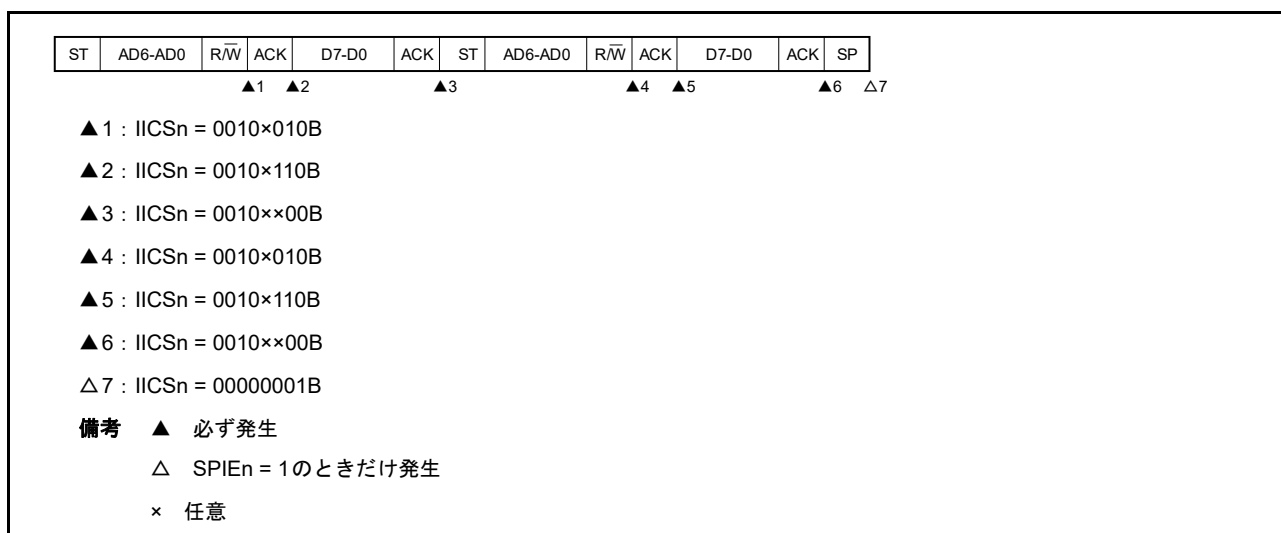 ST AD6-AD0 R/W̅ ACK D7-D0 ACK ST AD6-AD0 R/W̅ ACK D7-D0 ACK SP
▲1 ▲2 ▲3 ▲4 ▲5 ▲6 △7
▲1：IICSn = 0010×010B
▲2：IICSn = 0010×110B
▲3：IICSn = 0010××00B
▲4：IICSn = 0010×010B
▲5：IICSn = 0010×110B
▲6：IICSn = 0010××00B
△7：IICSn = 00000001B
備考 ▲ 必ず発生
△ SPIEn = 1のときだけ発生
× 任意